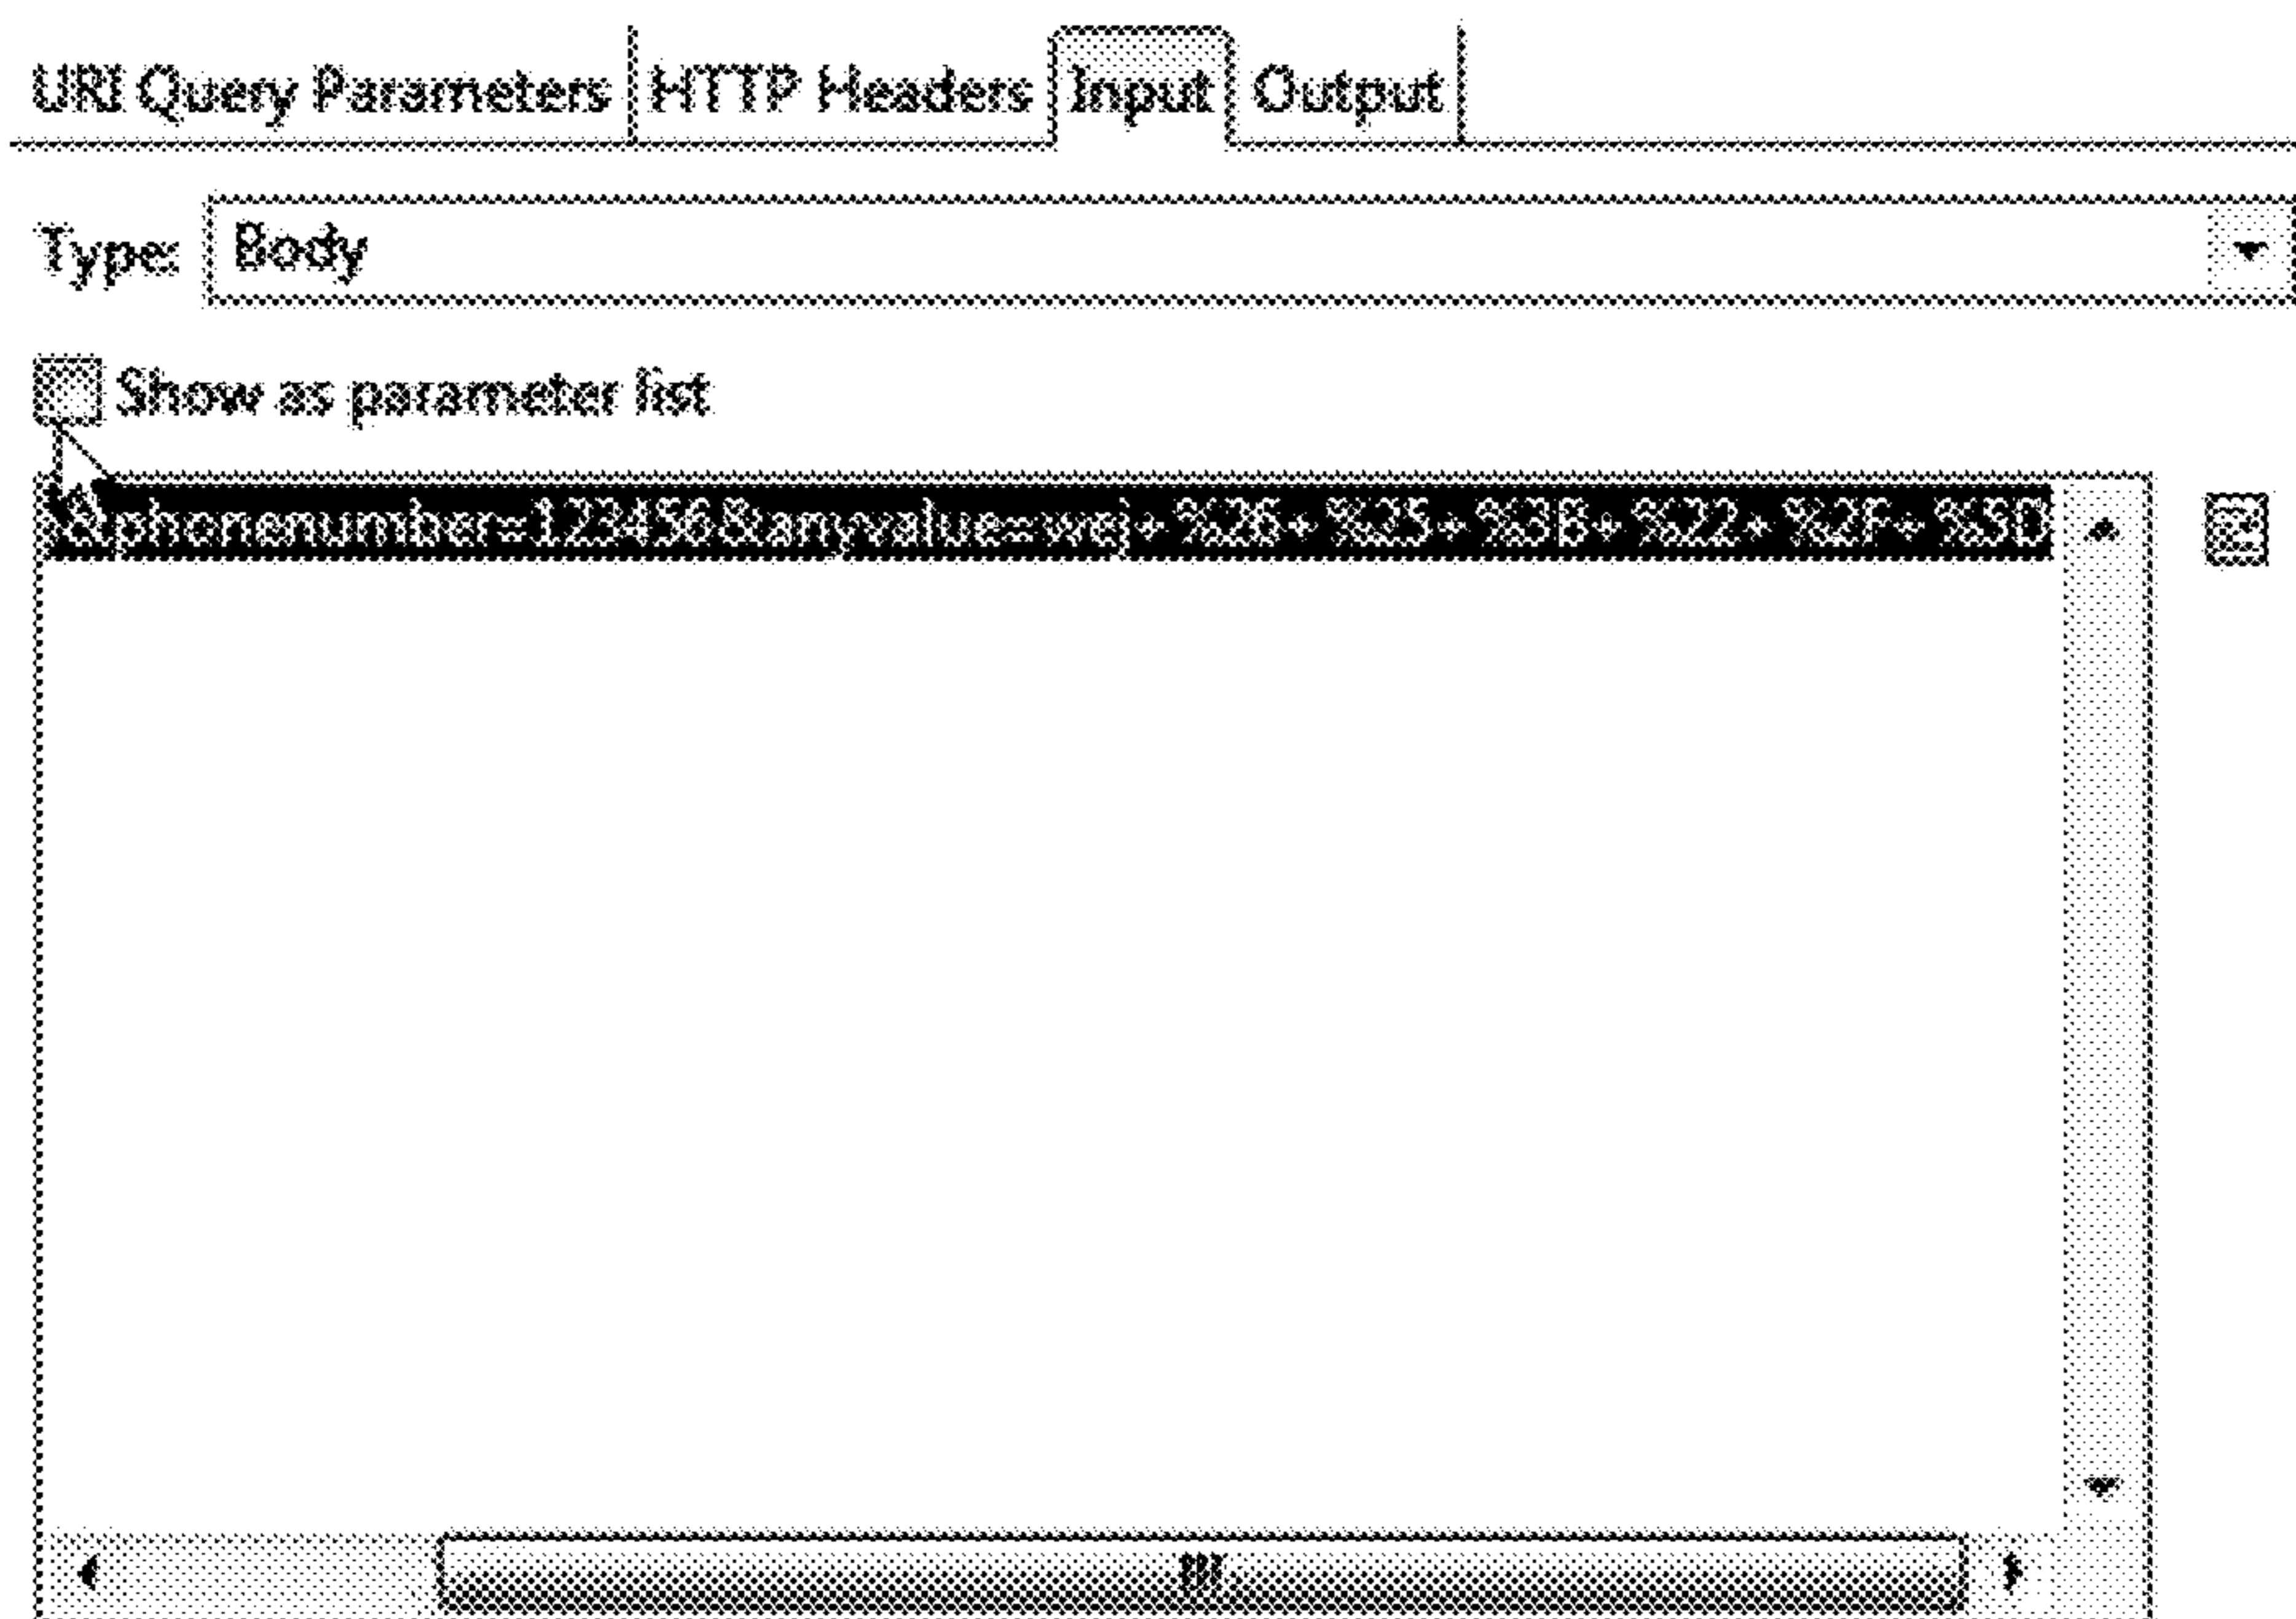 URI Query Parameters HTTP Headers Input Output
Type: Body
Show as parameter list
&phonenumber=123456&anyvalue=wej+%26+%25+%3B+%22+%2F+%5D